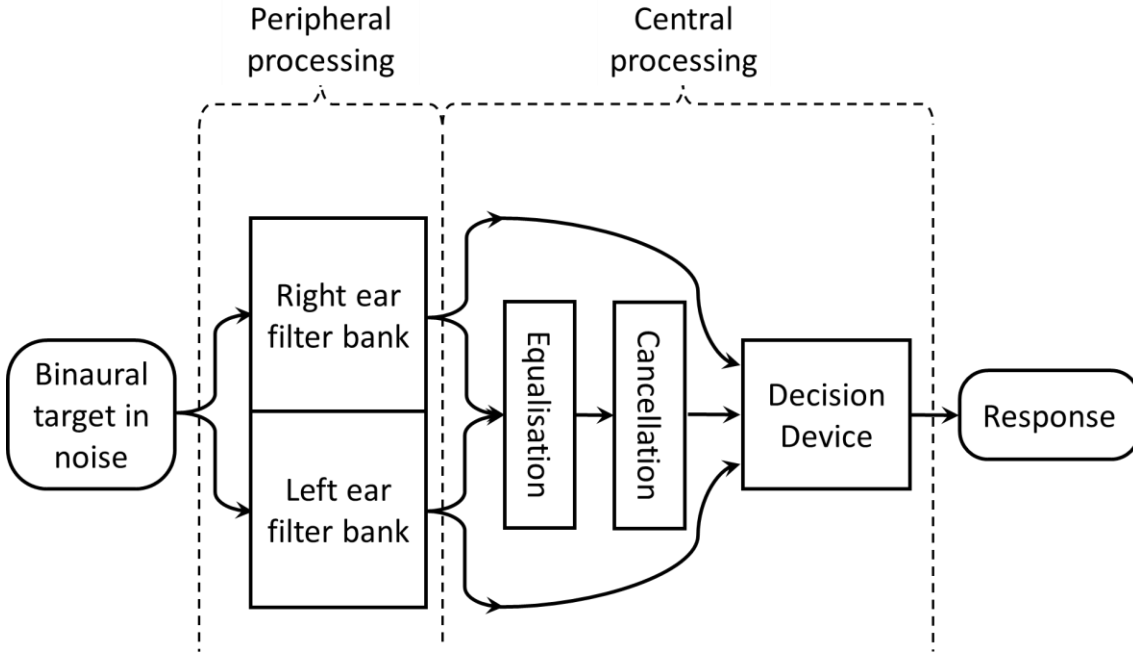 Peripheral
processing
Central
processing
Right ear
filter bank
Left ear
filter bank
Binaural
target in
noise
Equalisation
Cancellation
Decision
Device
Response